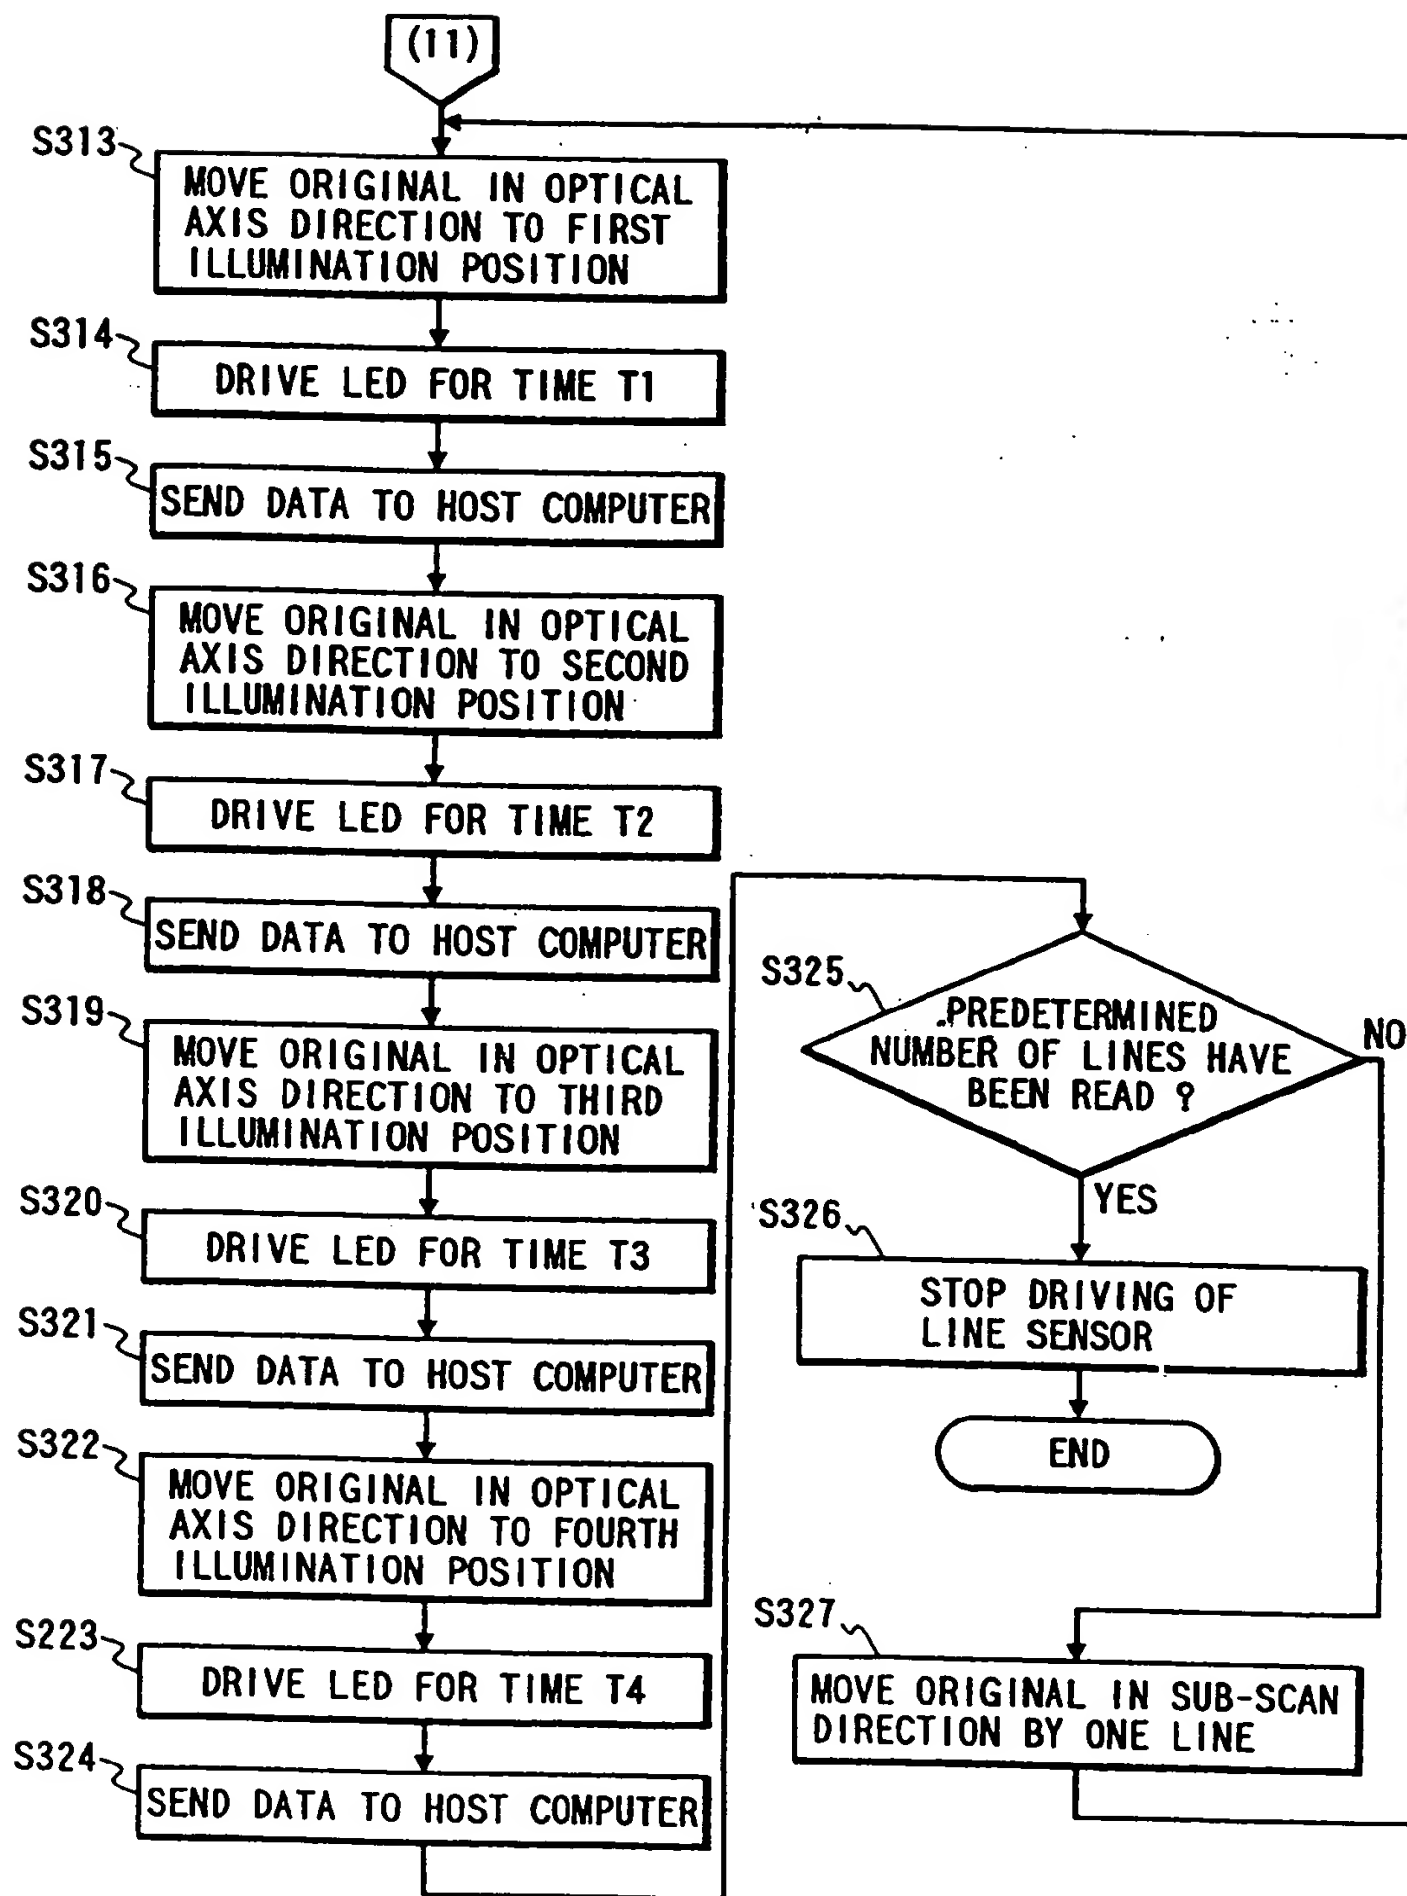 (11)
S313
MOVE ORIGINAL IN OPTICAL
AXIS DIRECTION TO FIRST
ILLUMINATION POSITION
S314
DRIVE LED FOR TIME T1
S315
SEND DATA TO HOST COMPUTER
S316
MOVE ORIGINAL IN OPTICAL
AXIS DIRECTION TO SECOND
ILLUMINATION POSITION
S317
DRIVE LED FOR TIME T2
S318
SEND DATA TO HOST COMPUTER
S319
MOVE ORIGINAL IN OPTICAL
AXIS DIRECTION TO THIRD
ILLUMINATION POSITION
S320
DRIVE LED FOR TIME T3
S321
SEND DATA TO HOST COMPUTER
S322
MOVE ORIGINAL IN OPTICAL
AXIS DIRECTION TO FOURTH
ILLUMINATION POSITION
S223
DRIVE LED FOR TIME T4
S324
SEND DATA TO HOST COMPUTER
S325
PREDETERMINED
NUMBER OF LINES HAVE
BEEN READ ?
NO
YES
S326
STOP DRIVING OF
LINE SENSOR
END
S327
MOVE ORIGINAL IN SUB-SCAN
DIRECTION BY ONE LINE